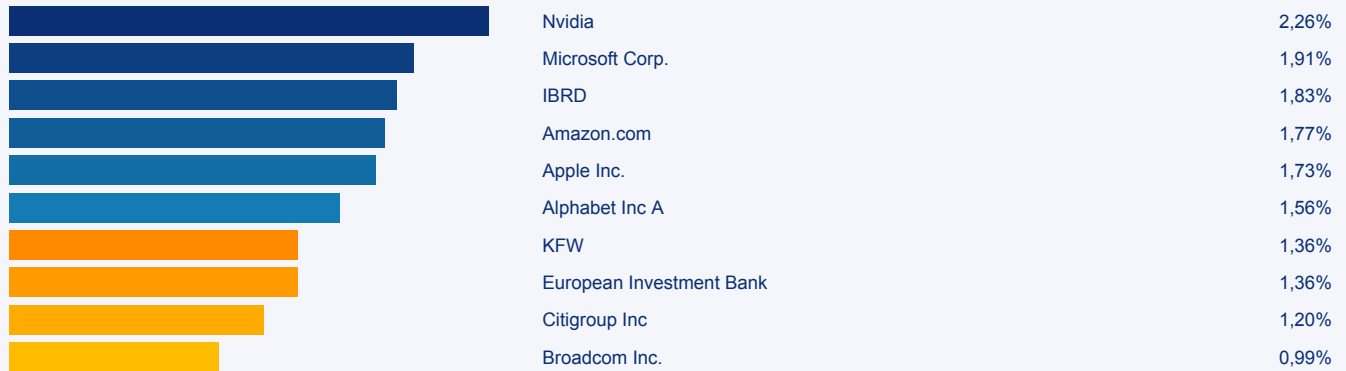 Nvidia 2,26%
Microsoft Corp. 1,91%
IBRD 1,83%
Amazon.com 1,77%
Apple Inc. 1,73%
Alphabet Inc A 1,56%
KFW 1,36%
European Investment Bank 1,36%
Citigroup Inc 1,20%
Broadcom Inc. 0,99%